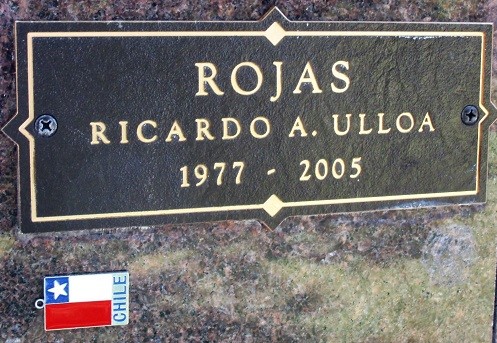 ROJAS
RICARDO A. ULLOA
1977 - 2005
CHILE